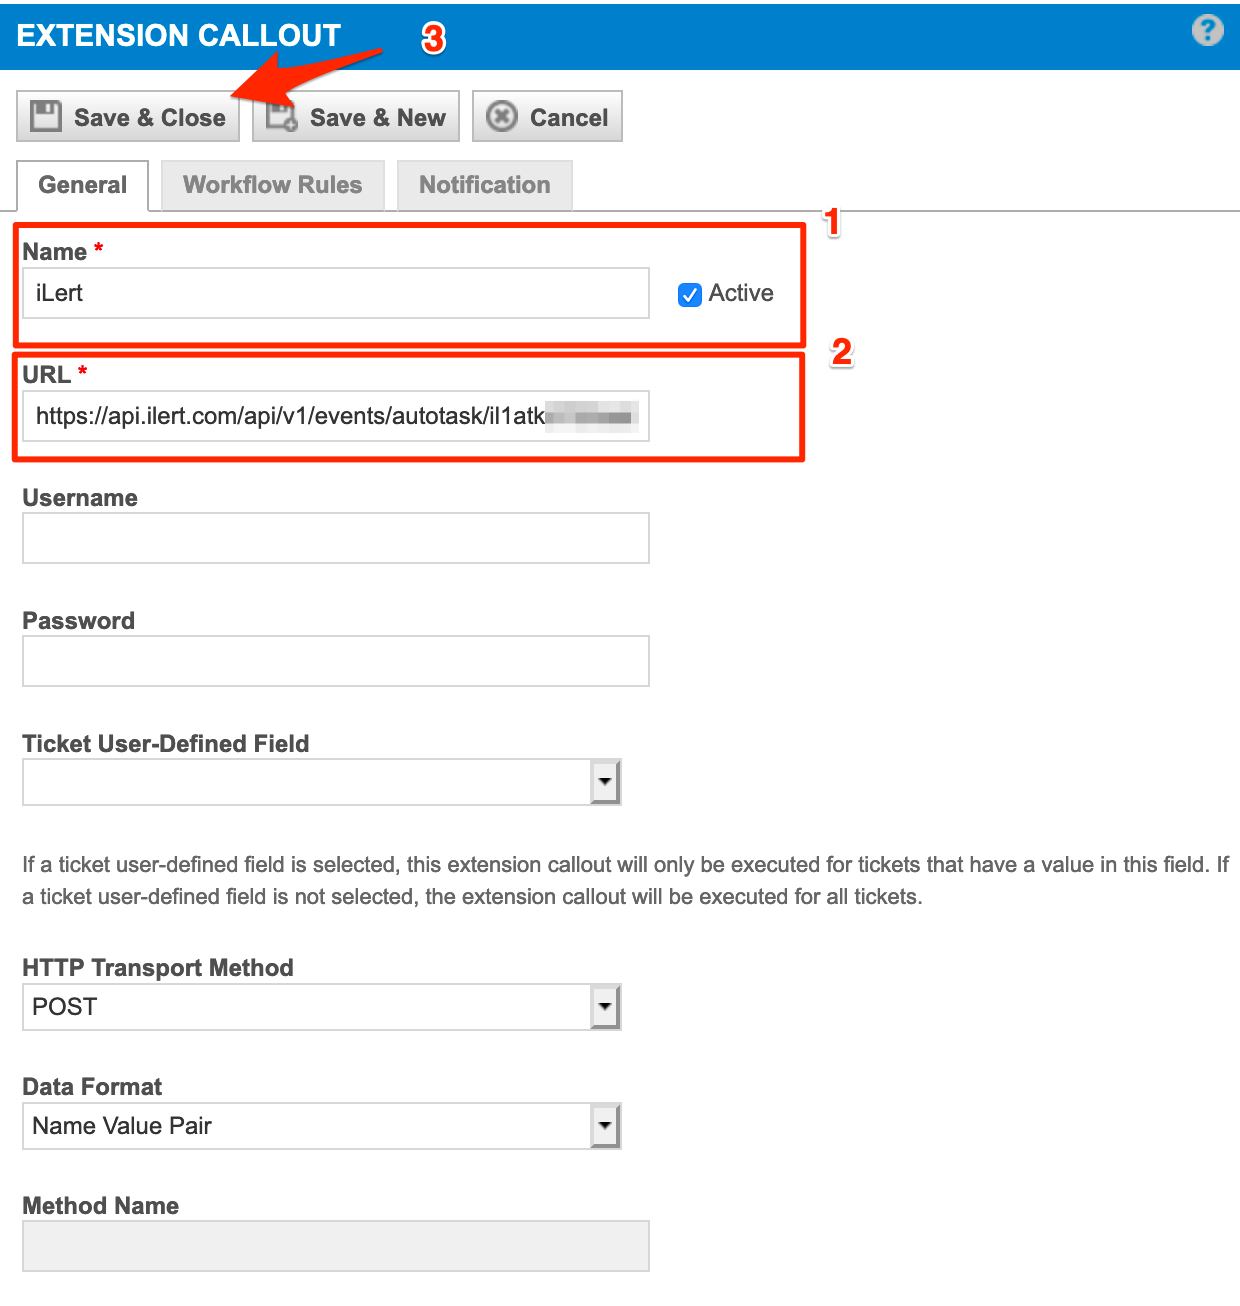 EXTENSION CALLOUT
3
?
Save & Close
Save & New
Cancel
General
Workflow Rules
Notification
1
Name *
iLert
Active
2
URL *
https://api.ilert.com/api/v1/events/autotask/il1atk
Username
Password
Ticket User-Defined Field
If a ticket user-defined field is selected, this extension callout will only be executed for tickets that have a value in this field. If
a ticket user-defined field is not selected, the extension callout will be executed for all tickets.
HTTP Transport Method
POST
Data Format
Name Value Pair
Method Name